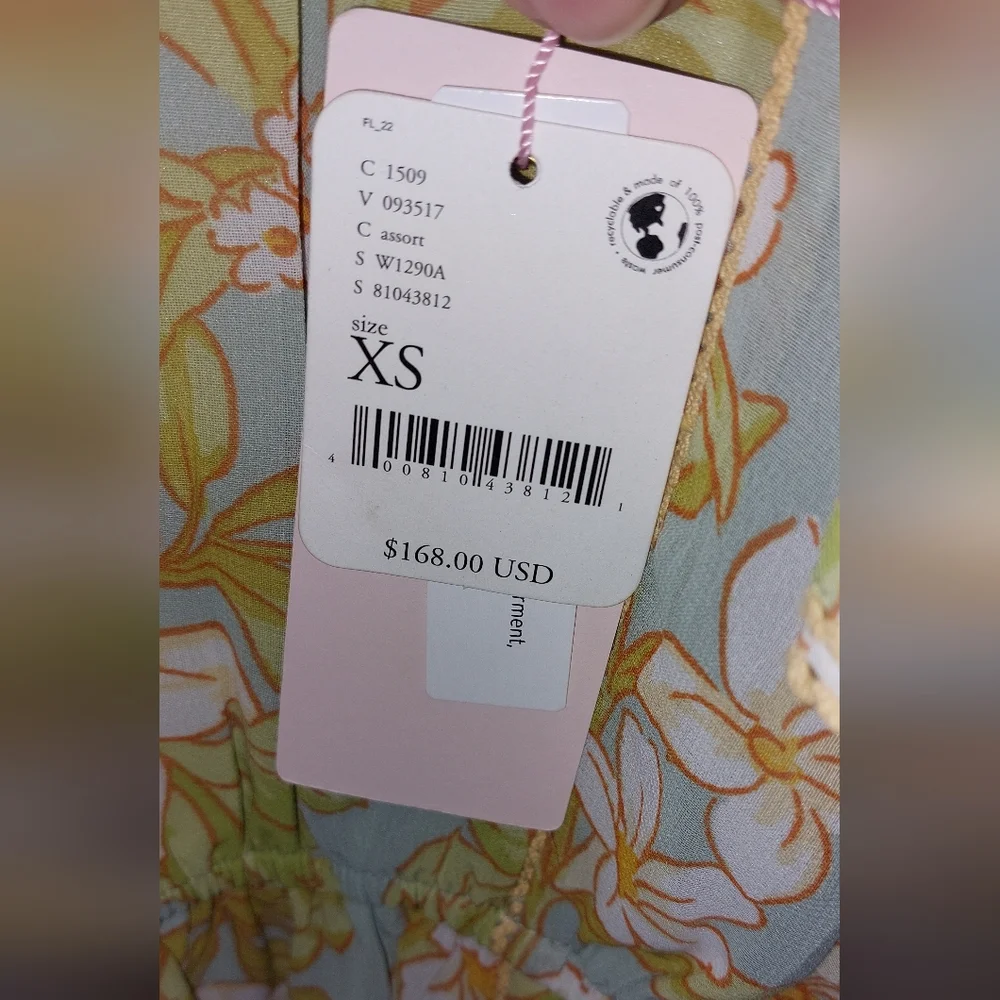 FL_22
C 1509
V 093517
C assort
S W1290A
S 81043812
size
XS
4 00810 43812 1
$168.00 USD
recyclable & made of 100% post-consumer waste •
rment,